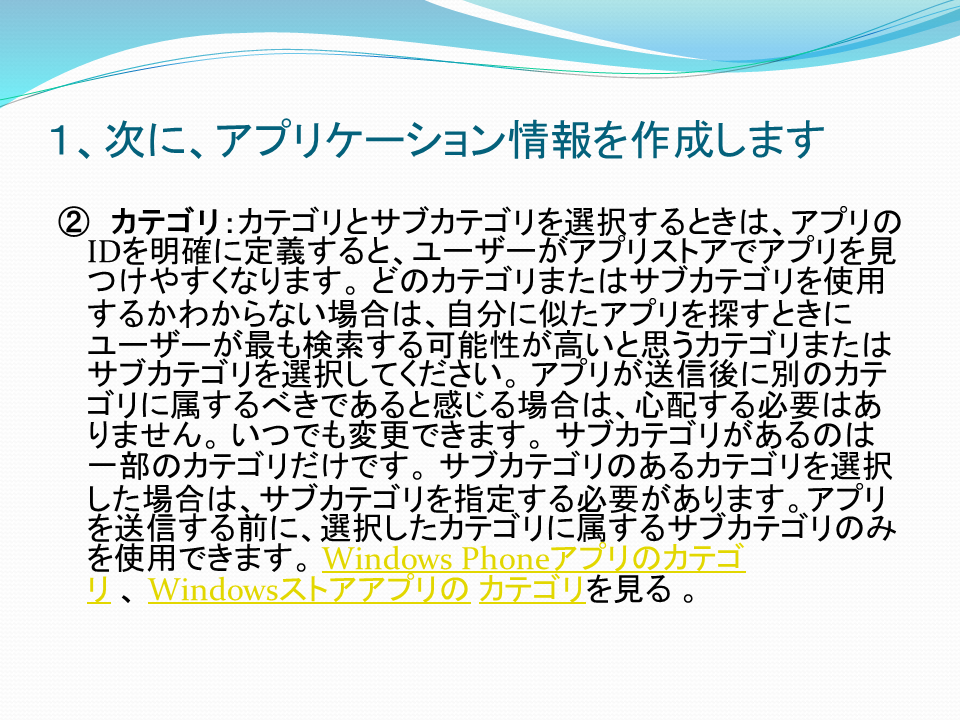 １、次に、アプリケーション情報を作成します
② カテゴリ：カテゴリとサブカテゴリを選択するときは、アプリの
IDを明確に定義すると、ユーザーがアプリストアでアプリを見
つけやすくなります。どのカテゴリまたはサブカテゴリを使用
するかわからない場合は、自分に似たアプリを探すときに
ユーザーが最も検索する可能性が高いと思うカテゴリまたは
サブカテゴリを選択してください。アプリが送信後に別のカテ
ゴリに属するべきであると感じる場合は、心配する必要はあ
りません。いつでも変更できます。サブカテゴリがあるのは
一部のカテゴリだけです。サブカテゴリのあるカテゴリを選択
した場合は、サブカテゴリを指定する必要があります。アプリ
を送信する前に、選択したカテゴリに属するサブカテゴリのみ
を使用できます。Windows Phoneアプリのカテゴ
リ 、 Windowsストアアプリの カテゴリを見る 。